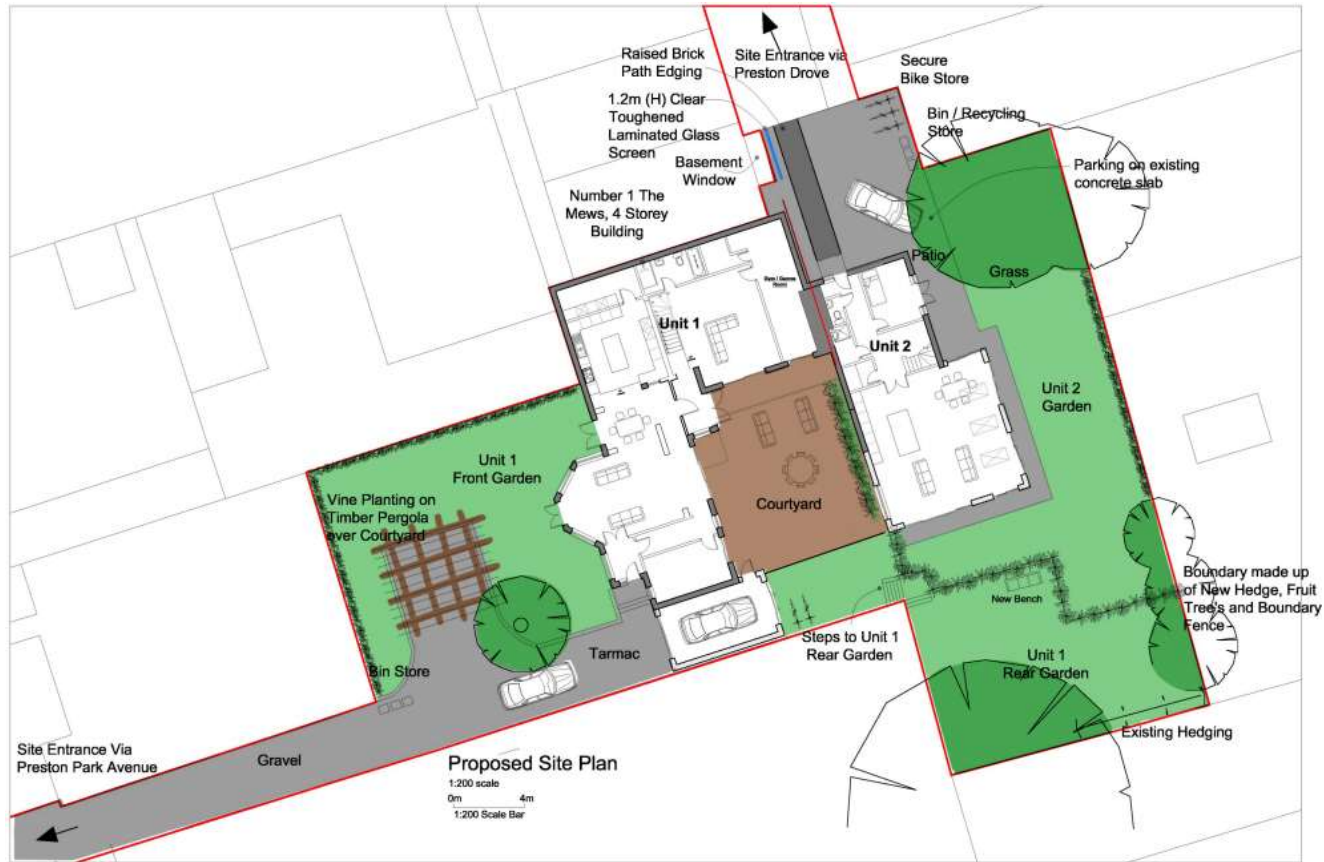 Raised Brick
Path Edging
Site Entrance via
Preston Drove
Secure
Bike Store
1.2m (H) Clear
Toughened
Laminated Glass
Screen
Bin / Recycling
Store
Basement
Window
Parking on existing
concrete slab
Number 1 The
Mews, 4 Storey
Building
Patio
Grass
Unit 1
Unit 2
Unit 2
Garden
Unit 1
Front Garden
Vine Planting on
Timber Pergola
over Courtyard
Courtyard
New Bench
Boundary made up
of New Hedge, Fruit
Tree's and Boundary
Fence
Steps to Unit 1
Rear Garden
Unit 1
Rear Garden
Tarmac
Bin Store
Existing Hedging
Site Entrance Via
Preston Park Avenue
Gravel
Proposed Site Plan
1:200 scale
0m 4m
1:200 Scale Bar